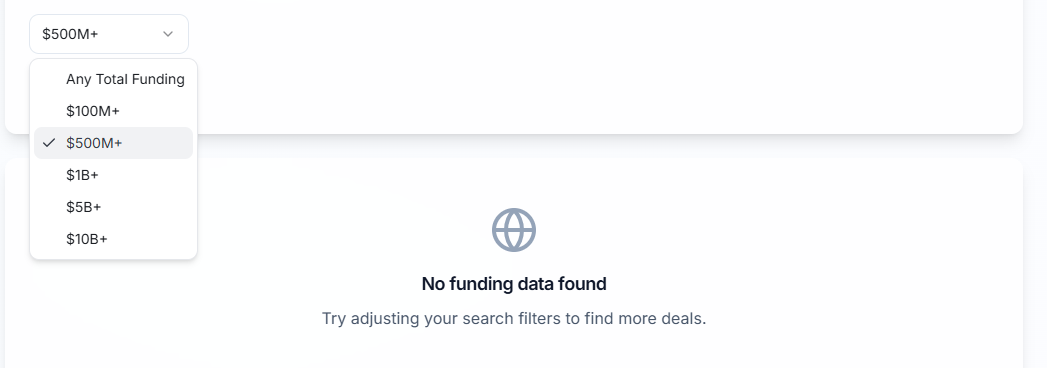 $500M+
Any Total Funding
$100M+
$500M+
$1B+
$5B+
$10B+
No funding data found
Try adjusting your search filters to find more deals.